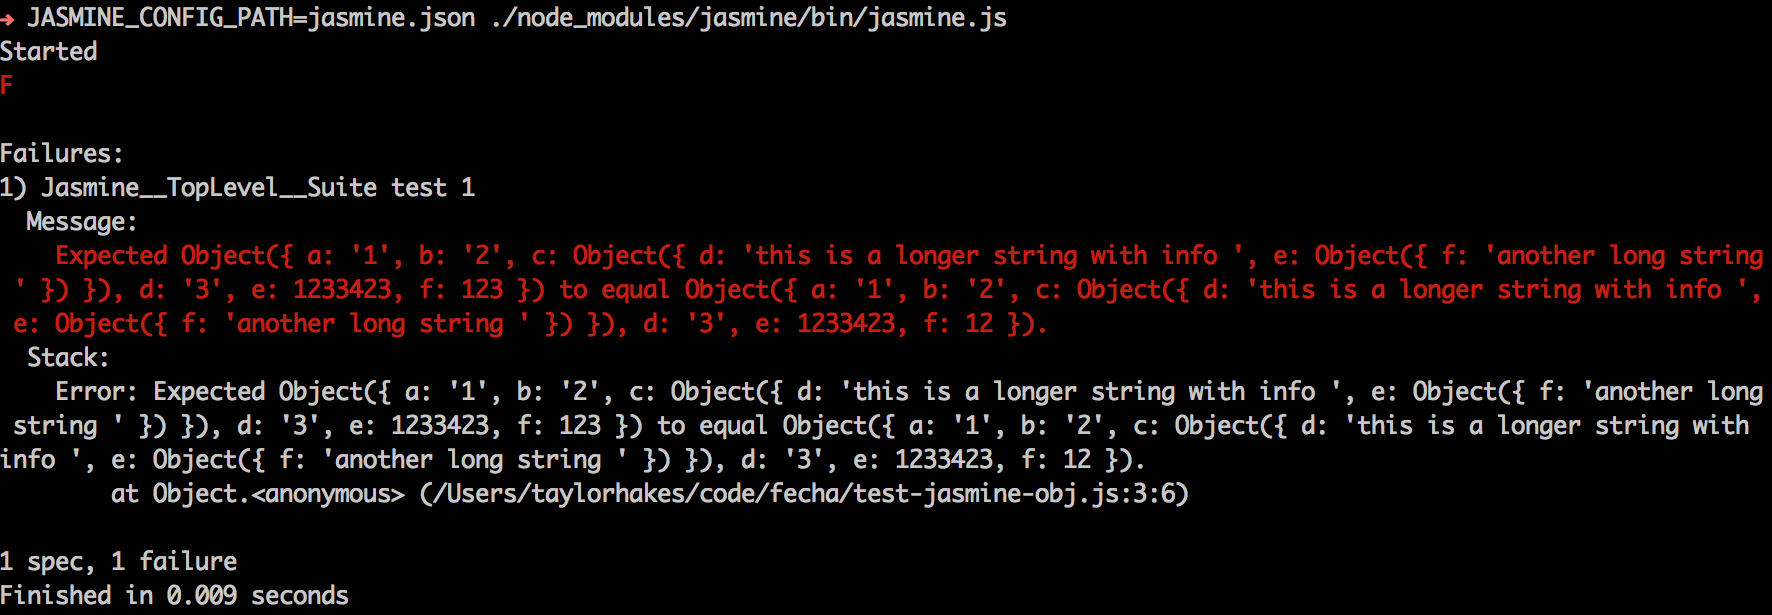 → JASMINE_CONFIG_PATH=jasmine.json ./node_modules/jasmine/bin/jasmine.js
Started
F
Failures:
1) Jasmine__TopLevel__Suite test 1
Message:
Expected Object({ a: '1', b: '2', c: Object({ d: 'this is a longer string with info ', e: Object({ f: 'another long string
' }) }), d: '3', e: 1233423, f: 123 }) to equal Object({ a: '1', b: '2', c: Object({ d: 'this is a longer string with info ',
e: Object({ f: 'another long string ' }) }), d: '3', e: 1233423, f: 12 }).
Stack:
Error: Expected Object({ a: '1', b: '2', c: Object({ d: 'this is a longer string with info ', e: Object({ f: 'another long
string ' }) }), d: '3', e: 1233423, f: 123 }) to equal Object({ a: '1', b: '2', c: Object({ d: 'this is a longer string with
info ', e: Object({ f: 'another long string ' }) }), d: '3', e: 1233423, f: 12 }).
at Object.<anonymous> (/Users/taylorhakes/code/fecha/test-jasmine-obj.js:3:6)
1 spec, 1 failure
Finished in 0.009 seconds